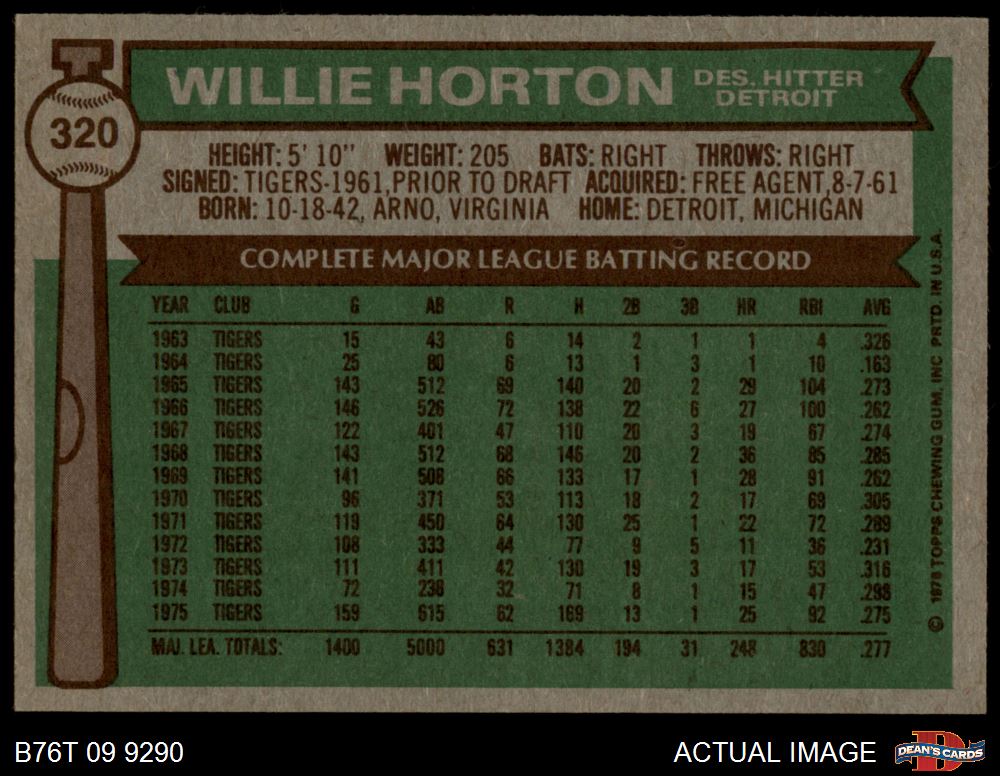 WILLIE HORTON DES. HITTER DETROIT
320
HEIGHT: 5' 10" WEIGHT: 205 BATS: RIGHT THROWS: RIGHT
SIGNED: TIGERS-1961, PRIOR TO DRAFT ACQUIRED: FREE AGENT, 8-7-61
BORN: 10-18-42, ARNO, VIRGINIA HOME: DETROIT, MICHIGAN
COMPLETE MAJOR LEAGUE BATTING RECORD
YEAR CLUB G AB R H 2B 3B HR RBI AVG
1963 TIGERS 15 43 6 14 2 1 1 4 .326
1964 TIGERS 25 80 6 13 1 3 1 10 .163
1965 TIGERS 143 512 69 140 20 2 29 104 .273
1966 TIGERS 146 526 72 138 22 6 27 100 .262
1967 TIGERS 122 401 47 110 20 3 19 67 .274
1968 TIGERS 143 512 68 146 20 2 36 85 .285
1969 TIGERS 141 508 66 133 17 1 28 91 .262
1970 TIGERS 96 371 53 113 18 2 17 69 .305
1971 TIGERS 119 450 64 130 25 1 22 72 .289
1972 TIGERS 108 333 44 77 9 5 11 36 .231
1973 TIGERS 111 411 42 130 19 3 17 53 .316
1974 TIGERS 72 238 32 71 8 1 15 47 .298
1975 TIGERS 159 615 62 169 13 1 25 92 .275
MAJ. LEA. TOTALS: 1400 5000 631 1384 194 31 248 830 .277
© 1976 TOPPS CHEWING GUM, INC PRTD. IN U.S.A.
B76T 09 9290
ACTUAL IMAGE
D
DEAN'S CARDS